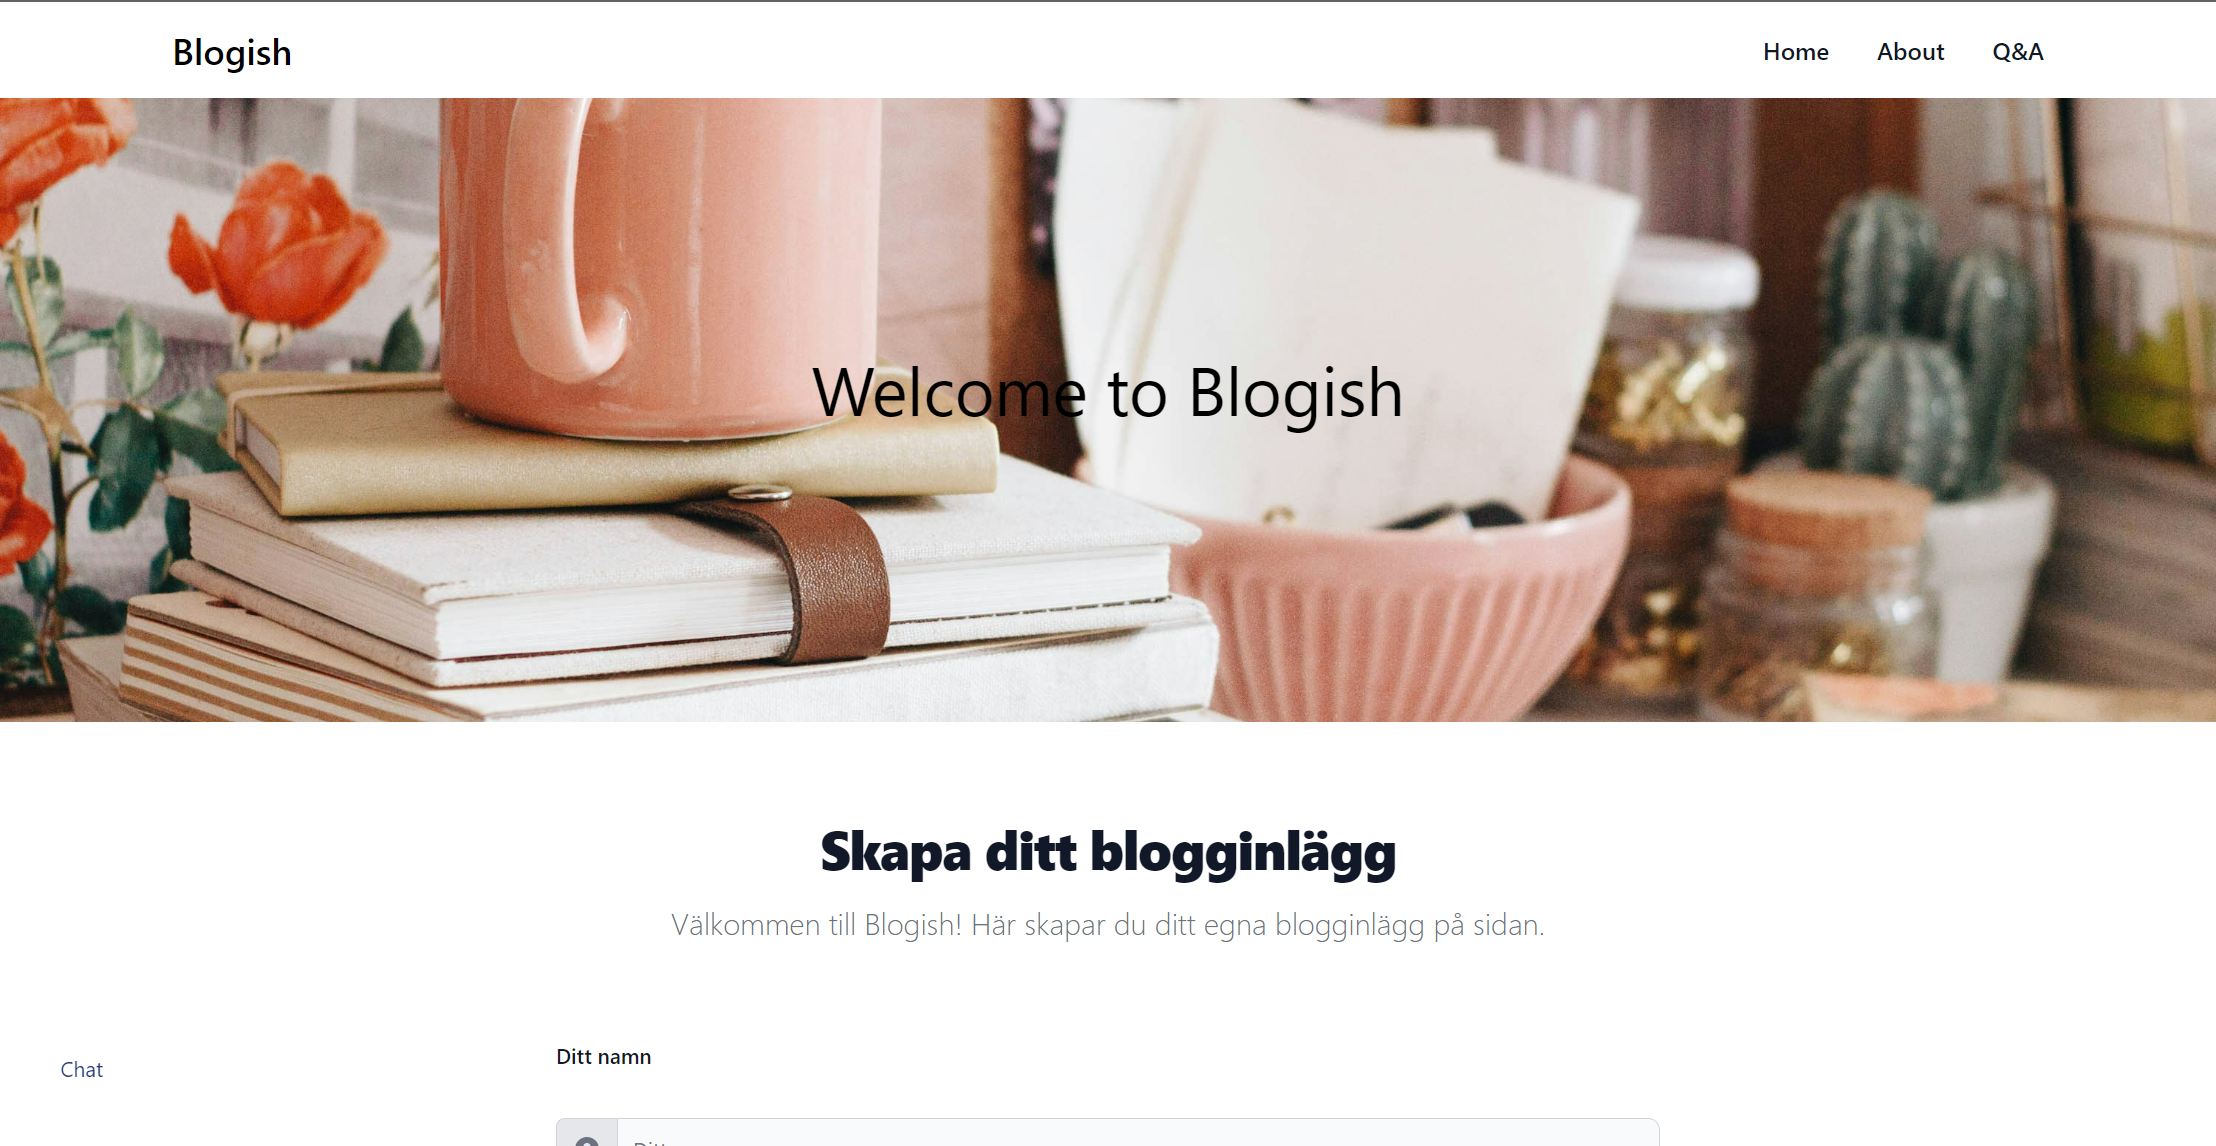 Blogish
Home About Q&A
Welcome to Blogish
Skapa ditt blogginlägg
Välkommen till Blogish! Här skapar du ditt egna blogginlägg på sidan.
Ditt namn
Chat